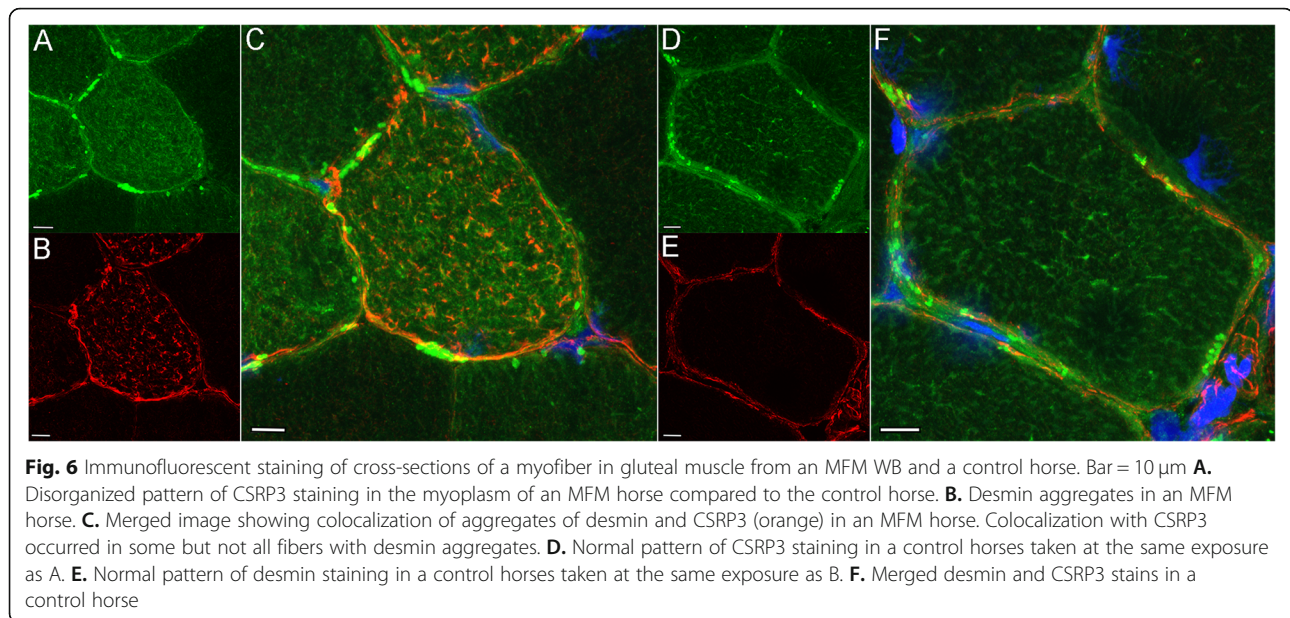 A
C
D
F
B
E
Fig. 6 Immunofluorescent staining of cross-sections of a myofiber in gluteal muscle from an MFM WB and a control horse. Bar = 10 μm A.
Disorganized pattern of CSRP3 staining in the myoplasm of an MFM horse compared to the control horse. B. Desmin aggregates in an MFM
horse. C. Merged image showing colocalization of aggregates of desmin and CSRP3 (orange) in an MFM horse. Colocalization with CSRP3
occurred in some but not all fibers with desmin aggregates. D. Normal pattern of CSRP3 staining in a control horses taken at the same exposure
as A. E. Normal pattern of desmin staining in a control horses taken at the same exposure as B. F. Merged desmin and CSRP3 stains in a
control horse